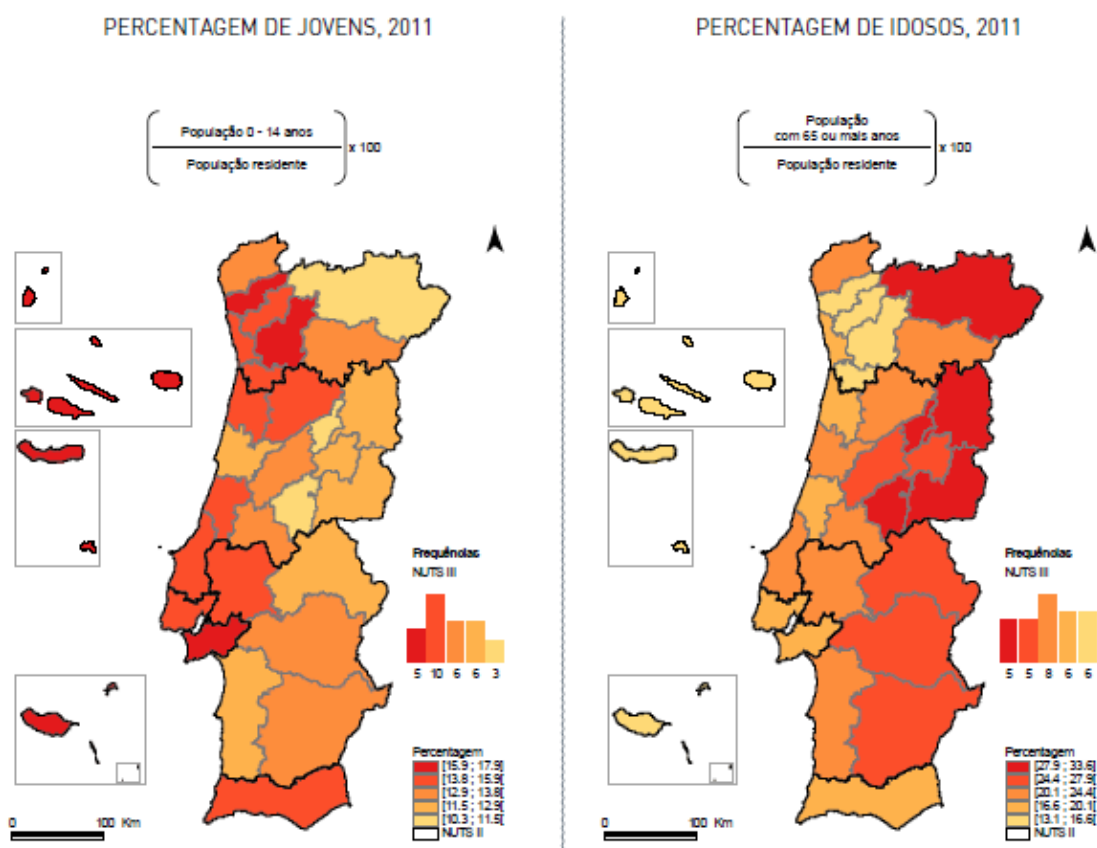 PERCENTAGEM DE JOVENS, 2011
População 0 - 14 anos
População residente
x 100
Frequências
NUTS III
5 10 6 6 3
Percentagem
[15.9 ; 17.9[
[13.8 ; 15.9[
[12.9 ; 13.8[
[11.5 ; 12.9[
[10.3 ; 11.5[
NUTS II
0 100 Km
PERCENTAGEM DE IDOSOS, 2011
População
com 65 ou mais anos
População residente
x 100
Frequências
NUTS III
5 5 8 6 6
Percentagem
[27.9 ; 33.6[
[24.4 ; 27.9[
[20.1 ; 24.4[
[16.6 ; 20.1[
[13.1 ; 16.6[
NUTS II
0 100 Km